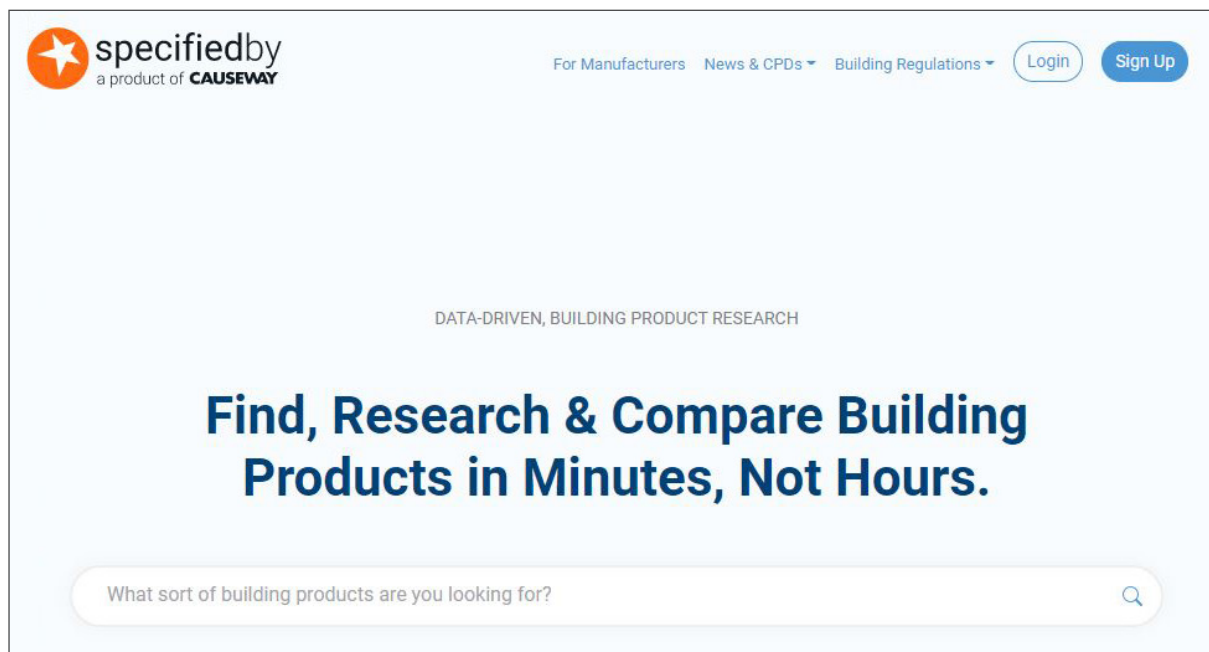 specifiedby
a product of CAUSEWAY
For Manufacturers News & CPDs Building Regulations Login Sign Up
DATA-DRIVEN, BUILDING PRODUCT RESEARCH
Find, Research & Compare Building
Products in Minutes, Not Hours.
What sort of building products are you looking for?